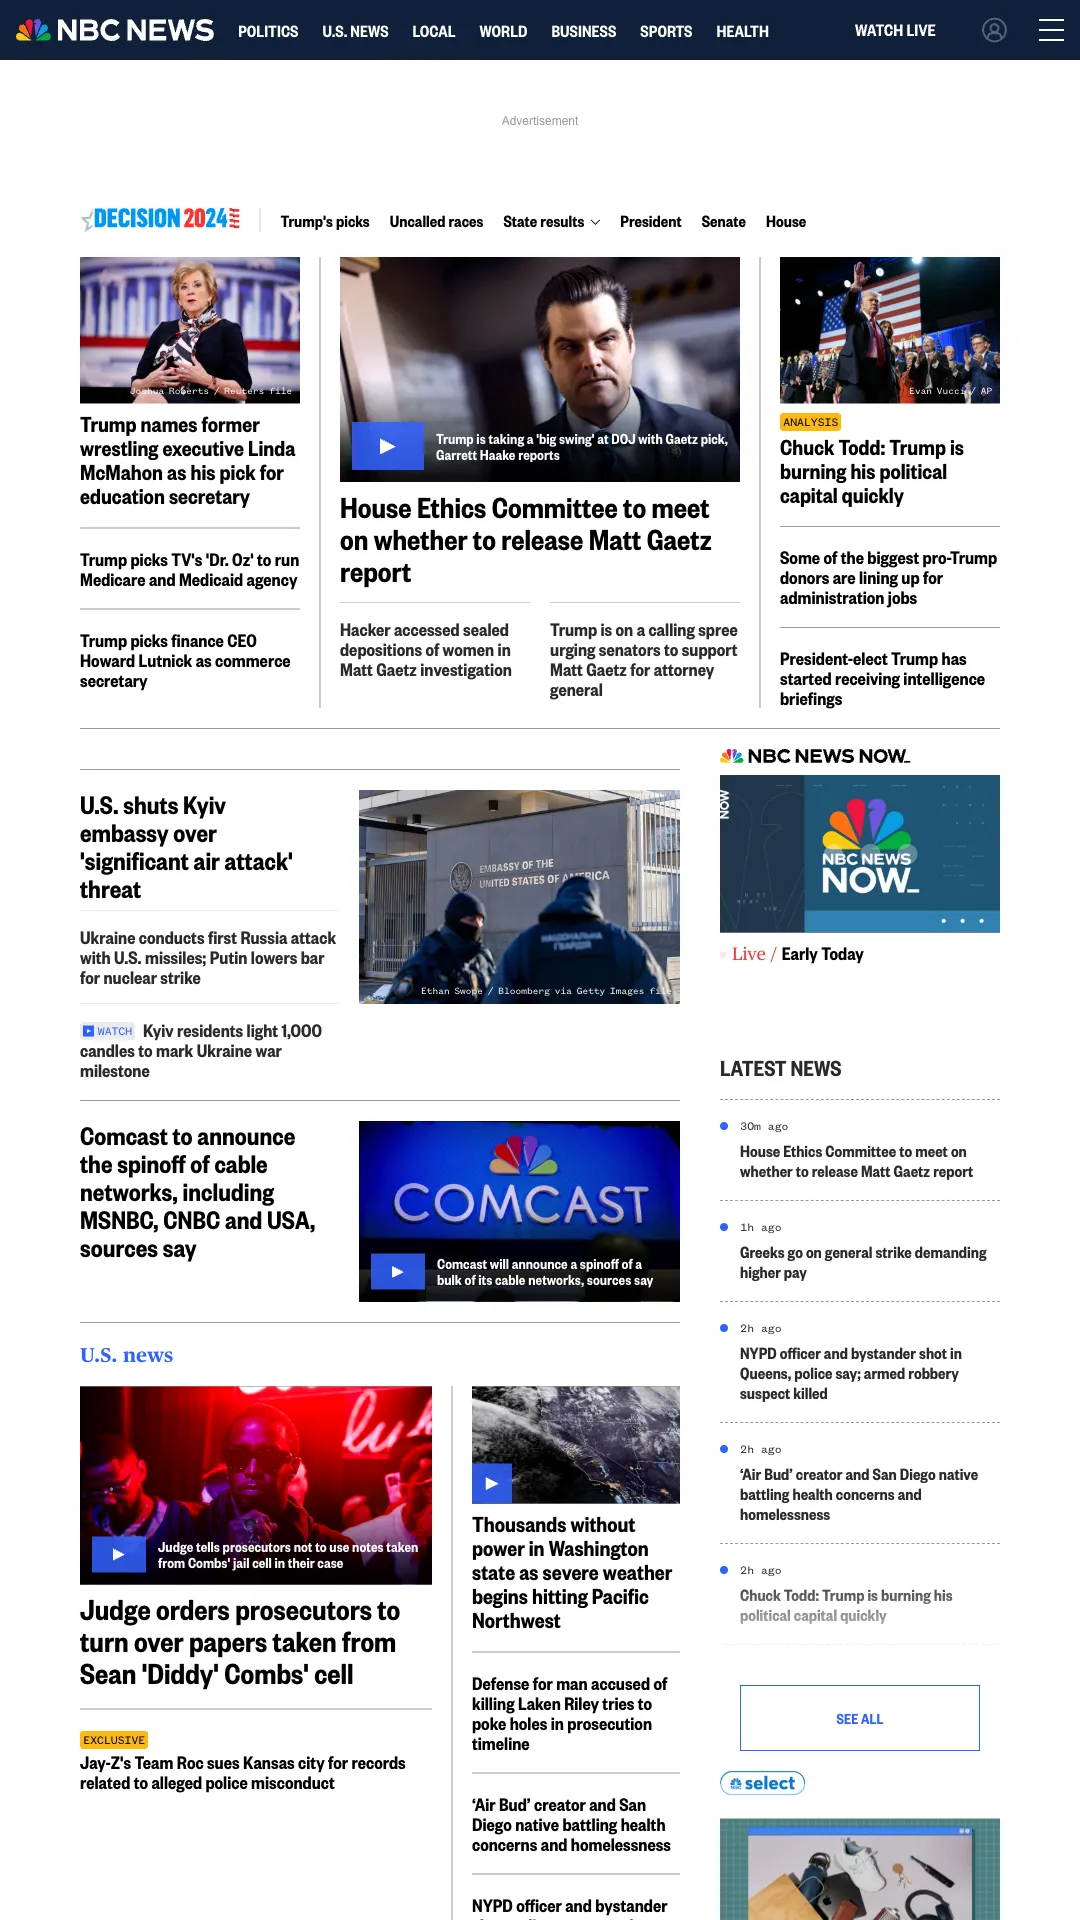 NBC NEWS POLITICS U.S. NEWS LOCAL WORLD BUSINESS SPORTS HEALTH WATCH LIVE
Advertisement
DECISION 2024 Trump's picks Uncalled races State results President Senate House
Joshua Roberts / Reuters file
Trump names former
wrestling executive Linda
McMahon as his pick for
education secretary
Trump picks TV's 'Dr. Oz' to run
Medicare and Medicaid agency
Trump picks finance CEO
Howard Lutnick as commerce
secretary
Trump is taking a 'big swing' at DOJ with Gaetz pick,
Garrett Haake reports
House Ethics Committee to meet
on whether to release Matt Gaetz
report
Hacker accessed sealed
depositions of women in
Matt Gaetz investigation
Trump is on a calling spree
urging senators to support
Matt Gaetz for attorney
general
Evan Vucci / AP
ANALYSIS
Chuck Todd: Trump is
burning his political
capital quickly
Some of the biggest pro-Trump
donors are lining up for
administration jobs
President-elect Trump has
started receiving intelligence
briefings
U.S. shuts Kyiv
embassy over
'significant air attack'
threat
Ukraine conducts first Russia attack
with U.S. missiles; Putin lowers bar
for nuclear strike
WATCH Kyiv residents light 1,000
candles to mark Ukraine war
milestone
EMBASSY OF THE
UNITED STATES OF AMERICA
НАЦІОНАЛЬНА
ГВАРДІЯ
Ethan Swope / Bloomberg via Getty Images file
Comcast to announce
the spinoff of cable
networks, including
MSNBC, CNBC and USA,
sources say
COMCAST
Comcast will announce a spinoff of a
bulk of its cable networks, sources say
U.S. news
Judge tells prosecutors not to use notes taken
from Combs' jail cell in their case
Judge orders prosecutors to
turn over papers taken from
Sean 'Diddy' Combs' cell
EXCLUSIVE
Jay-Z's Team Roc sues Kansas city for records
related to alleged police misconduct
Thousands without
power in Washington
state as severe weather
begins hitting Pacific
Northwest
Defense for man accused of
killing Laken Riley tries to
poke holes in prosecution
timeline
‘Air Bud’ creator and San
Diego native battling health
concerns and homelessness
NYPD officer and bystander
NBC NEWS NOW_
NOW
NBC NEWS
NOW_
Live / Early Today
LATEST NEWS
30m ago
House Ethics Committee to meet on
whether to release Matt Gaetz report
1h ago
Greeks go on general strike demanding
higher pay
2h ago
NYPD officer and bystander shot in
Queens, police say; armed robbery
suspect killed
2h ago
‘Air Bud’ creator and San Diego native
battling health concerns and
homelessness
2h ago
Chuck Todd: Trump is burning his
political capital quickly
SEE ALL
select